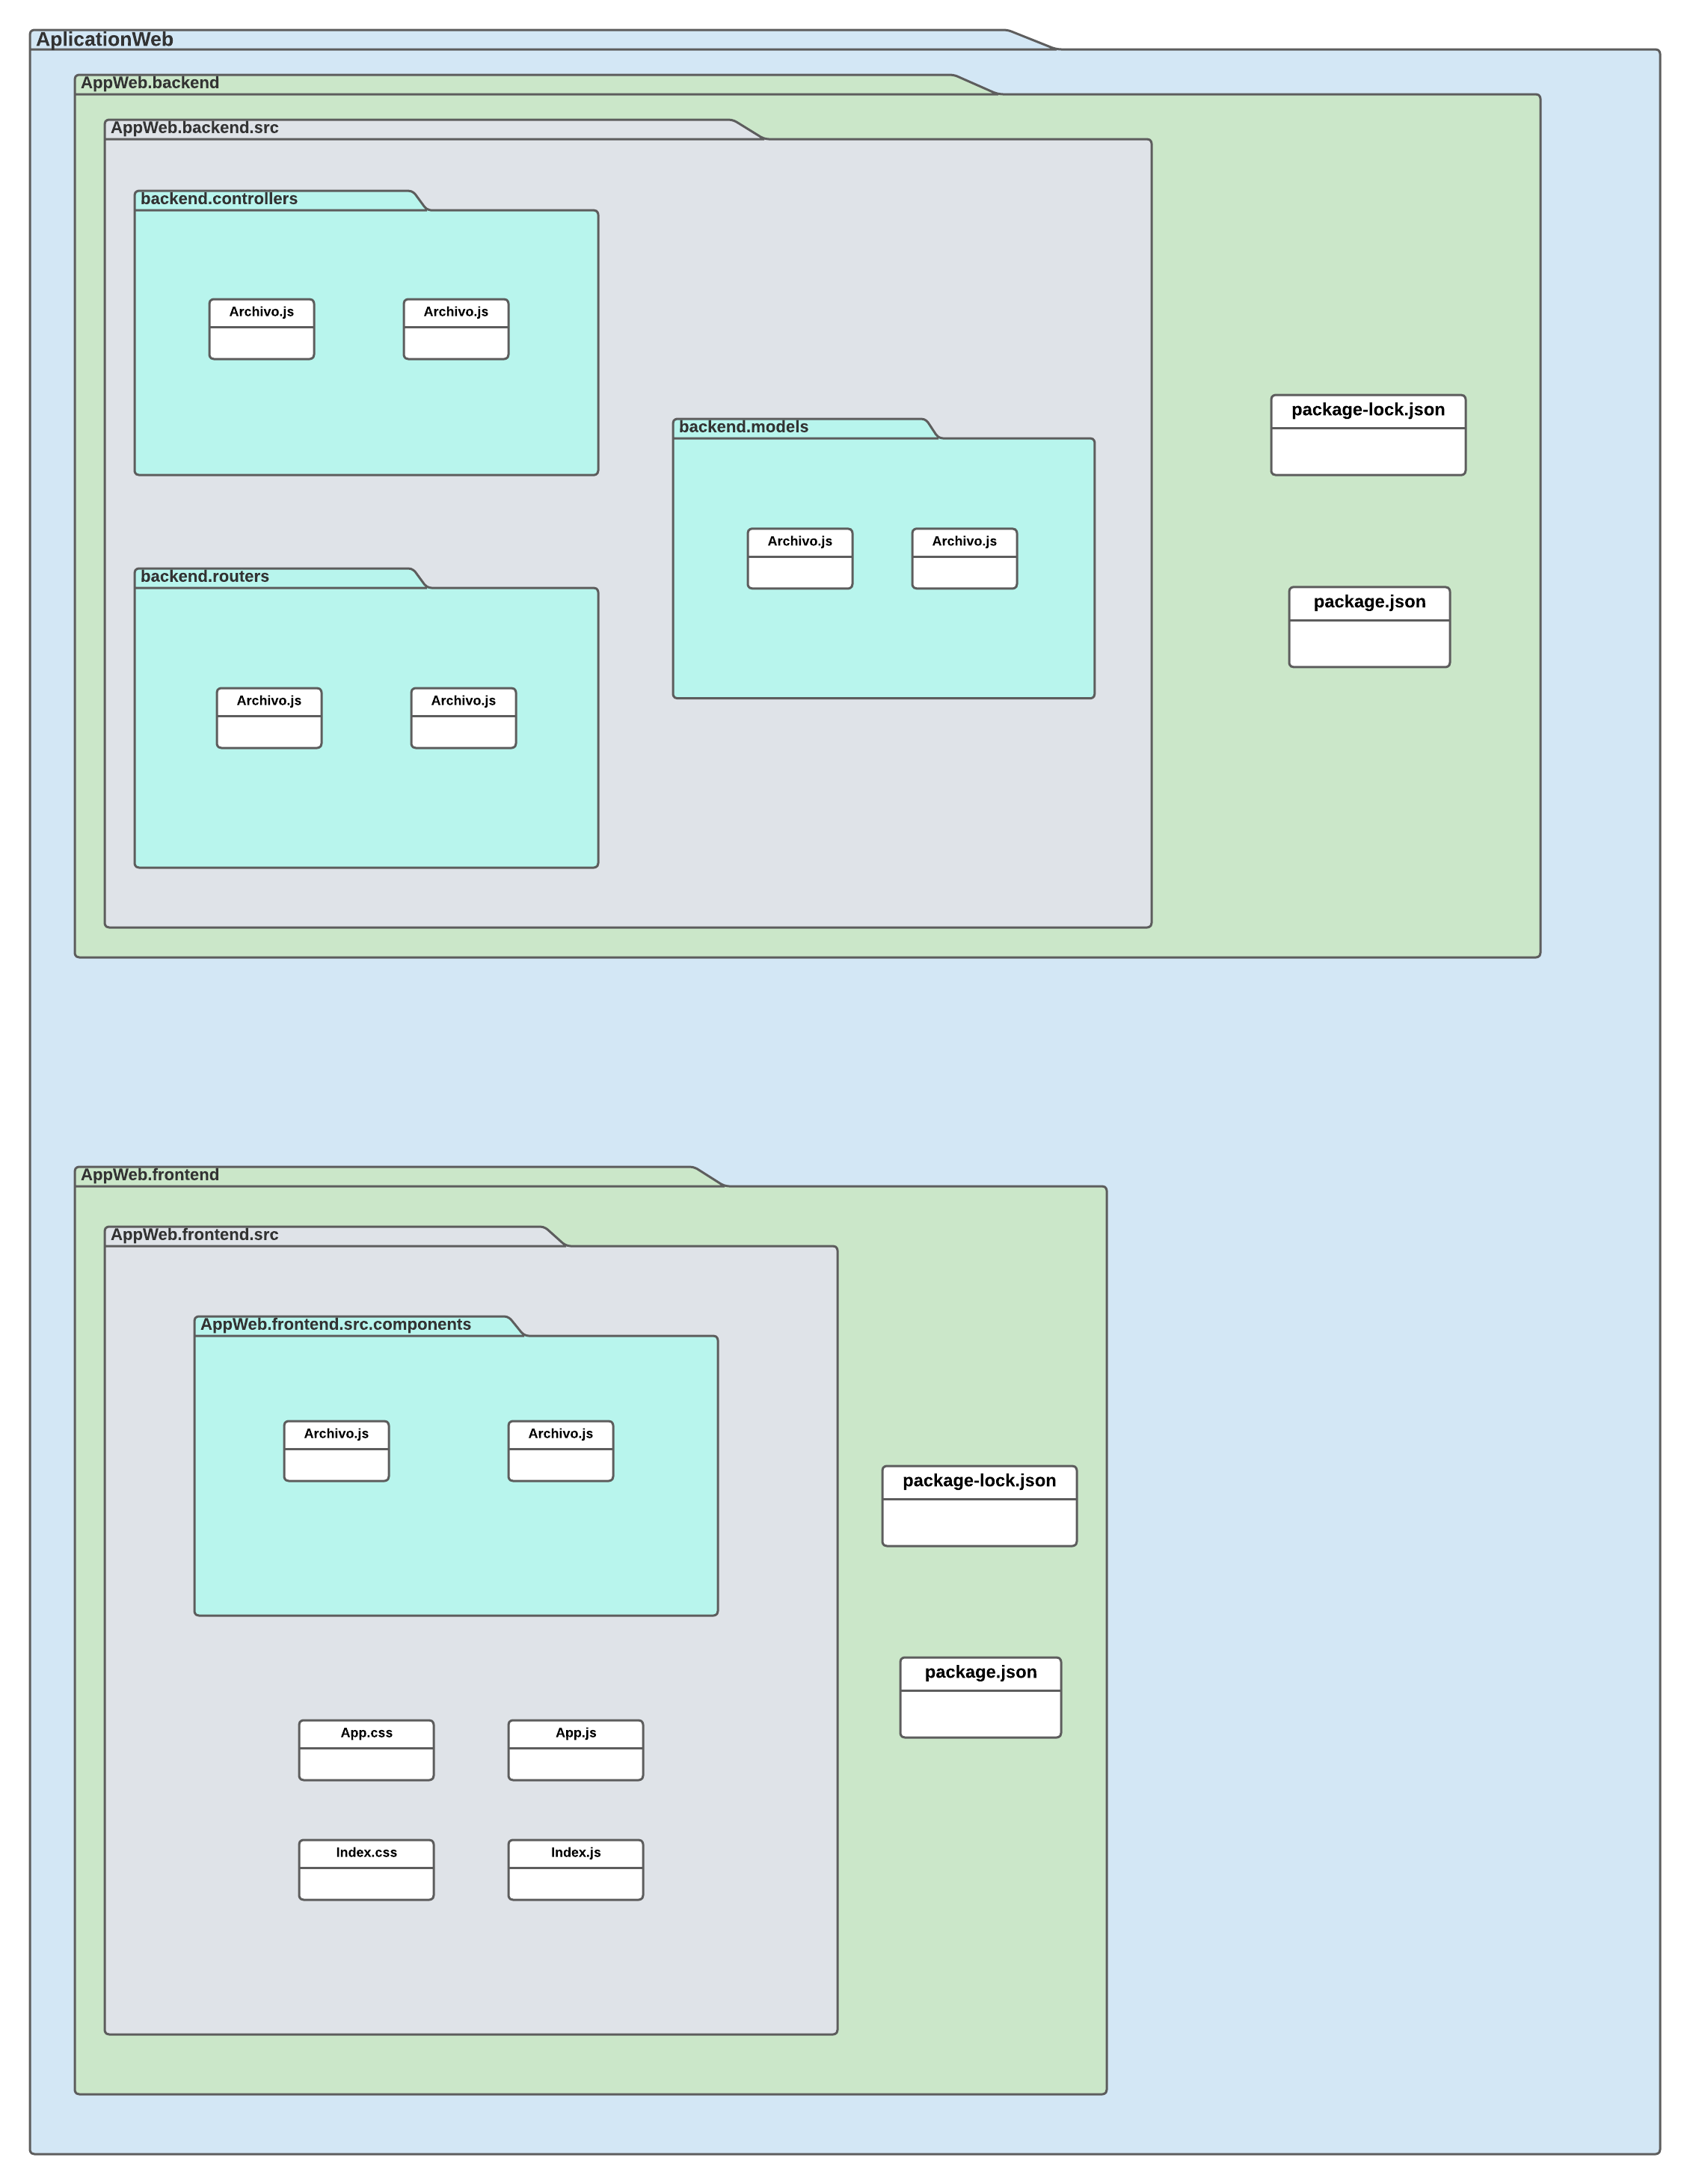 AplicationWeb
AppWeb.backend
AppWeb.backend.src
backend.controllers
Archivo.js
Archivo.js
backend.models
Archivo.js
Archivo.js
backend.routers
Archivo.js
Archivo.js
package-lock.json
package.json
AppWeb.frontend
AppWeb.frontend.src
AppWeb.frontend.src.components
Archivo.js
Archivo.js
App.css
App.js
Index.css
Index.js
package-lock.json
package.json